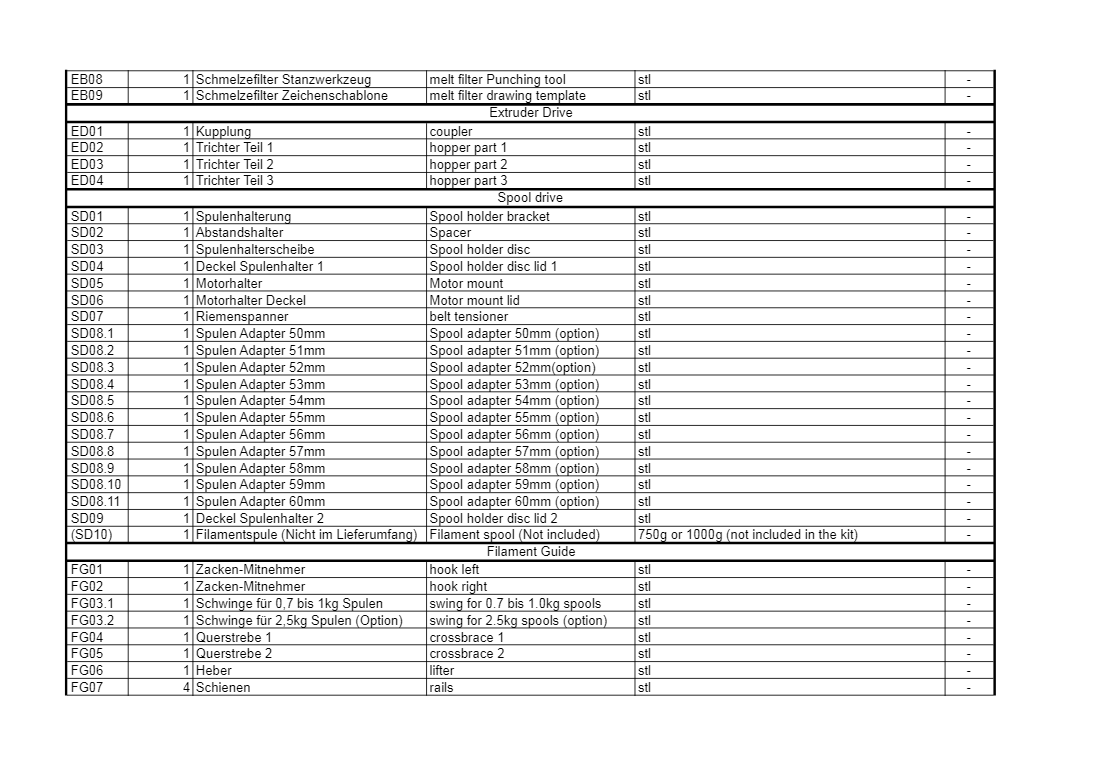 EB08 1 Schmelzefilter Stanzwerkzeug melt filter Punching tool stl -
EB09 1 Schmelzefilter Zeichenschablone melt filter drawing template stl -
Extruder Drive
ED01 1 Kupplung coupler stl -
ED02 1 Trichter Teil 1 hopper part 1 stl -
ED03 1 Trichter Teil 2 hopper part 2 stl -
ED04 1 Trichter Teil 3 hopper part 3 stl -
Spool drive
SD01 1 Spulenhalterung Spool holder bracket stl -
SD02 1 Abstandshalter Spacer stl -
SD03 1 Spulenhalterscheibe Spool holder disc stl -
SD04 1 Deckel Spulenhalter 1 Spool holder disc lid 1 stl -
SD05 1 Motorhalter Motor mount stl -
SD06 1 Motorhalter Deckel Motor mount lid stl -
SD07 1 Riemenspanner belt tensioner stl -
SD08.1 1 Spulen Adapter 50mm Spool adapter 50mm (option) stl -
SD08.2 1 Spulen Adapter 51mm Spool adapter 51mm (option) stl -
SD08.3 1 Spulen Adapter 52mm Spool adapter 52mm(option) stl -
SD08.4 1 Spulen Adapter 53mm Spool adapter 53mm (option) stl -
SD08.5 1 Spulen Adapter 54mm Spool adapter 54mm (option) stl -
SD08.6 1 Spulen Adapter 55mm Spool adapter 55mm (option) stl -
SD08.7 1 Spulen Adapter 56mm Spool adapter 56mm (option) stl -
SD08.8 1 Spulen Adapter 57mm Spool adapter 57mm (option) stl -
SD08.9 1 Spulen Adapter 58mm Spool adapter 58mm (option) stl -
SD08.10 1 Spulen Adapter 59mm Spool adapter 59mm (option) stl -
SD08.11 1 Spulen Adapter 60mm Spool adapter 60mm (option) stl -
SD09 1 Deckel Spulenhalter 2 Spool holder disc lid 2 stl -
(SD10) 1 Filamentspule (Nicht im Lieferumfang) Filament spool (Not included) 750g or 1000g (not included in the kit) -
Filament Guide
FG01 1 Zacken-Mitnehmer hook left stl -
FG02 1 Zacken-Mitnehmer hook right stl -
FG03.1 1 Schwinge für 0,7 bis 1kg Spulen swing for 0.7 bis 1.0kg spools stl -
FG03.2 1 Schwinge für 2,5kg Spulen (Option) swing for 2.5kg spools (option) stl -
FG04 1 Querstrebe 1 crossbrace 1 stl -
FG05 1 Querstrebe 2 crossbrace 2 stl -
FG06 1 Heber lifter stl -
FG07 4 Schienen rails stl -